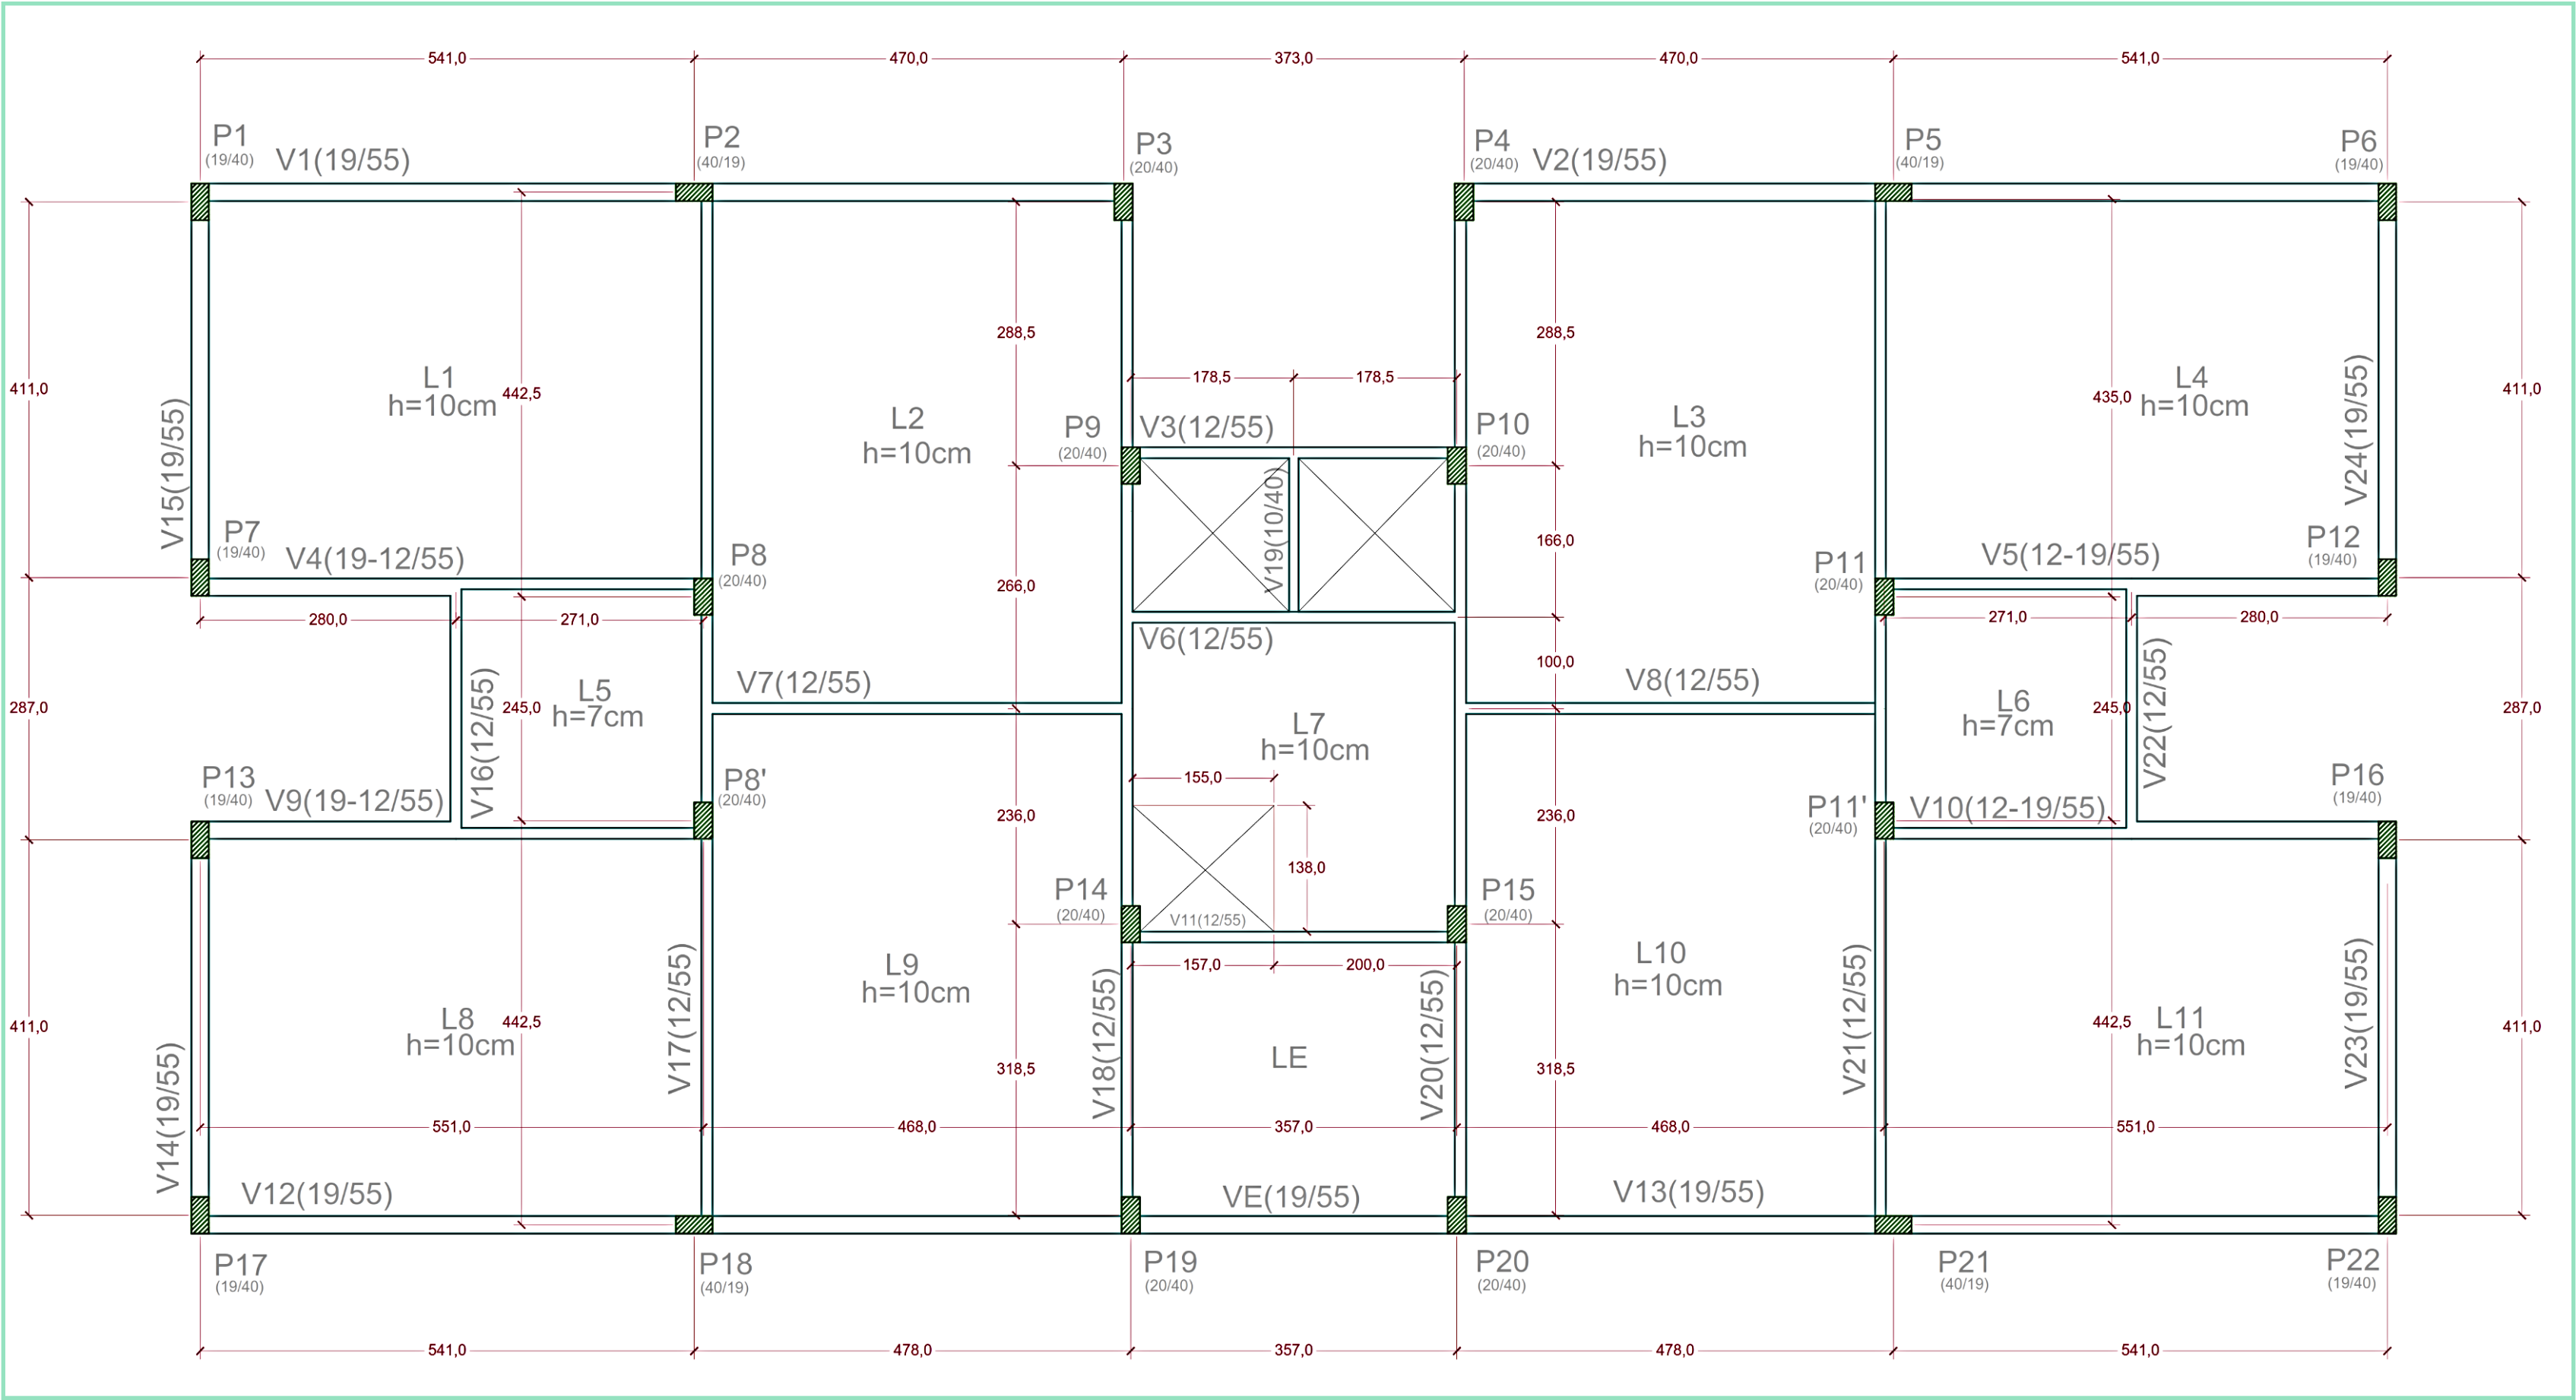 541,0
470,0
373,0
470,0
541,0
P1
(19/40)
V1(19/55)
P2
(40/19)
P3
(20/40)
P4
(20/40)
V2(19/55)
P5
(40/19)
P6
(19/40)
288,5
288,5
178,5
178,5
411,0
L1
h=10cm
442,5
L2
h=10cm
L3
h=10cm
435,0
L4
h=10cm
411,0
V15(19/55)
P9
(20/40)
V3(12/55)
P10
(20/40)
V24(19/55)
V19(10/40)
P7
(19/40)
V4(19-12/55)
P8
(20/40)
266,0
166,0
P11
(20/40)
V5(12-19/55)
P12
(19/40)
280,0
271,0
V6(12/55)
271,0
280,0
V7(12/55)
100,0
V8(12/55)
287,0
V16(12/55)
245,0
L5
h=7cm
L7
h=10cm
L6
h=7cm
245,0
V22(12/55)
287,0
P13
(19/40)
V9(19-12/55)
P8'
(20/40)
155,0
P11'
(20/40)
V10(12-19/55)
P16
(19/40)
236,0
138,0
236,0
P14
(20/40)
V11(12/55)
P15
(20/40)
157,0
200,0
411,0
L8
h=10cm
442,5
V17(12/55)
L9
h=10cm
318,5
V18(12/55)
LE
V20(12/55)
318,5
L10
h=10cm
V21(12/55)
442,5
L11
h=10cm
V23(19/55)
411,0
V14(19/55)
551,0
468,0
357,0
468,0
551,0
V12(19/55)
VE(19/55)
V13(19/55)
P17
(19/40)
P18
(40/19)
P19
(20/40)
P20
(20/40)
P21
(40/19)
P22
(19/40)
541,0
478,0
357,0
478,0
541,0